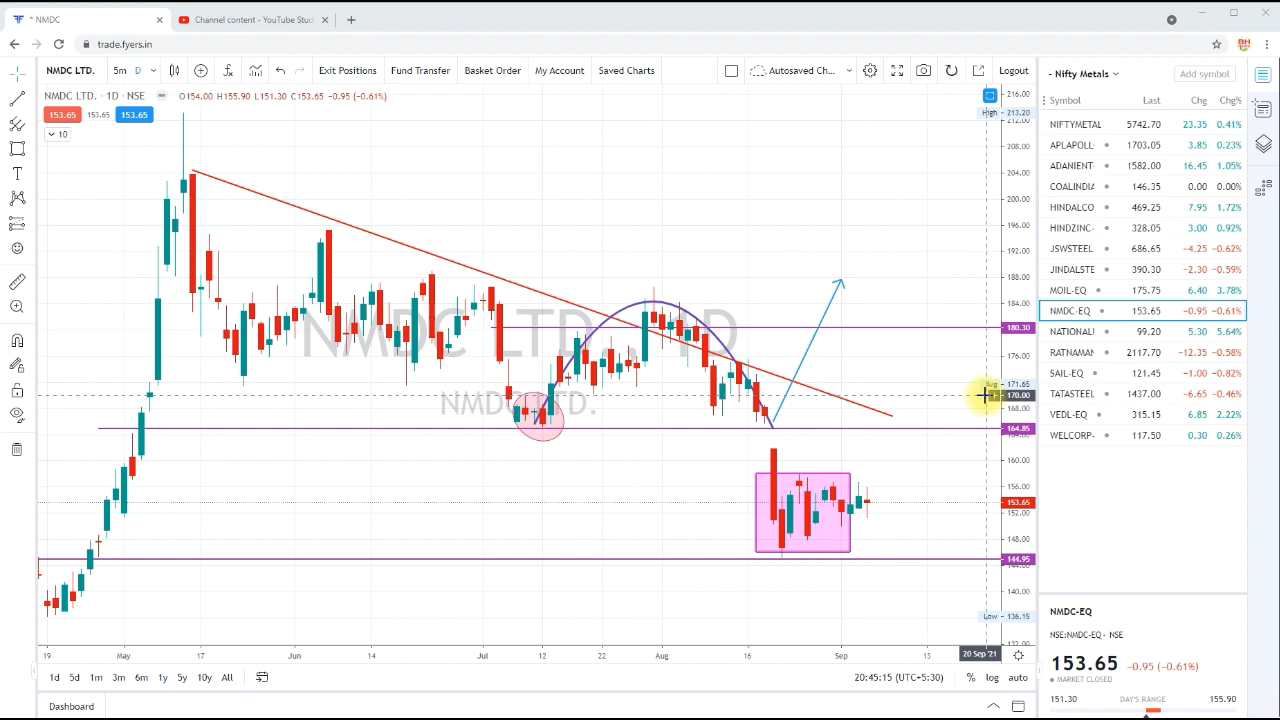 * NMDC
Channel content - YouTube Stud
trade.fyers.in
NMDC LTD. 5m D Exit Positions Fund Transfer Basket Order My Account Saved Charts Autosaved Ch... Logout
NMDC LTD. · 1D · NSE O154.00 H155.90 L151.30 C153.65 −0.95 (−0.61%)
153.65 153.65 153.65
10
NMDC LTD., 1D
NMDC LTD.
216.00
High 213.20
212.00
208.00
204.00
200.00
196.00
192.00
188.00
184.00
180.30
176.00
Avg 171.65
170.00
168.00
164.85
164.00
160.00
156.00
153.65
152.00
148.00
144.95
144.00
140.00
Low 136.15
132.00
19 May 17 Jun 14 Jul 12 22 Aug 16 Sep 13 20 Sep '21
1d 5d 1m 3m 6m 1y 5y 10y All 20:45:15 (UTC+5:30) % log auto
Dashboard
- Nifty Metals Add symbol
Symbol Last Chg Chg%
NIFTYMETAL 5742.70 23.35 0.41%
APLAPOLL- 1703.05 3.85 0.23%
ADANIENT- 1582.00 16.45 1.05%
COALINDIA 146.35 0.00 0.00%
HINDALCO 469.25 7.95 1.72%
HINDZINC- 328.05 3.00 0.92%
JSWSTEEL 686.65 −4.25 −0.62%
JINDALSTE 390.30 −2.30 −0.59%
MOIL-EQ 175.75 6.40 3.78%
NMDC-EQ 153.65 −0.95 −0.61%
NATIONALU 99.20 5.30 5.64%
RATNAMAN 2117.70 −12.35 −0.58%
SAIL-EQ 121.45 −1.00 −0.82%
TATASTEEL 1437.00 −6.65 −0.46%
VEDL-EQ 315.15 6.85 2.22%
WELCORP- 117.50 0.30 0.26%
NMDC-EQ
NSE:NMDC-EQ • NSE
153.65 −0.95 (−0.61%)
MARKET CLOSED
151.30 DAY'S RANGE 155.90